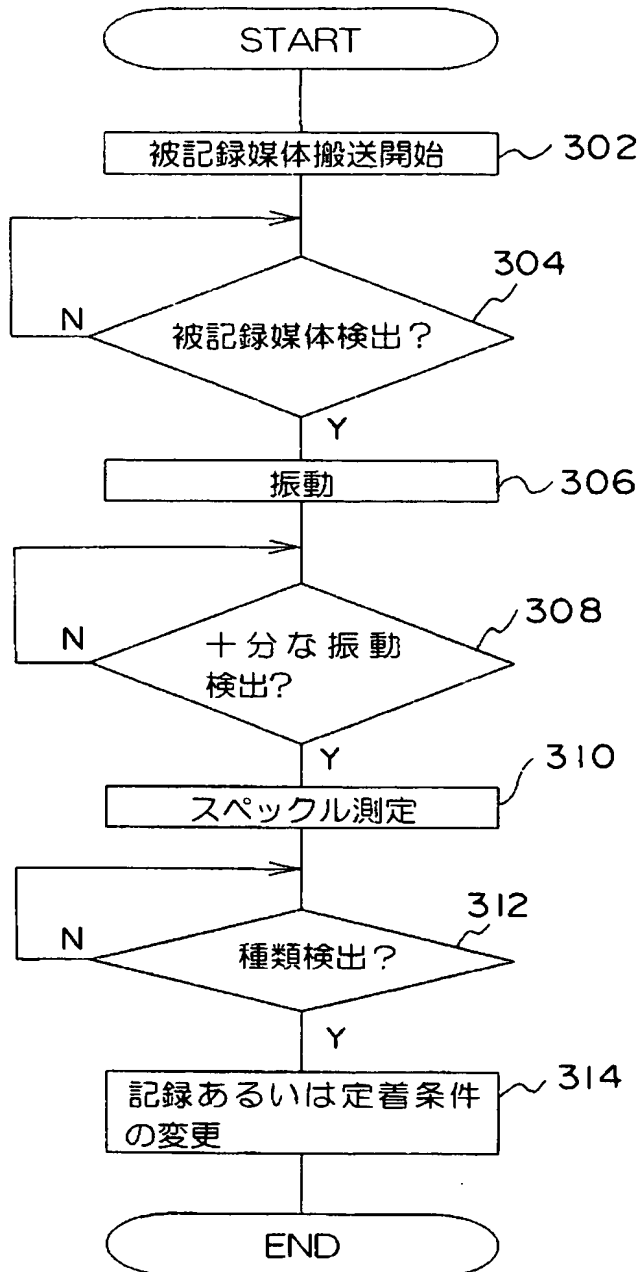 START
被記録媒体搬送開始
302
304
被記録媒体検出?
N
Y
振動
306
308
十分な振動
検出?
N
Y
310
スペックル測定
312
種類検出?
N
Y
314
記録あるいは定着条件
の変更
END